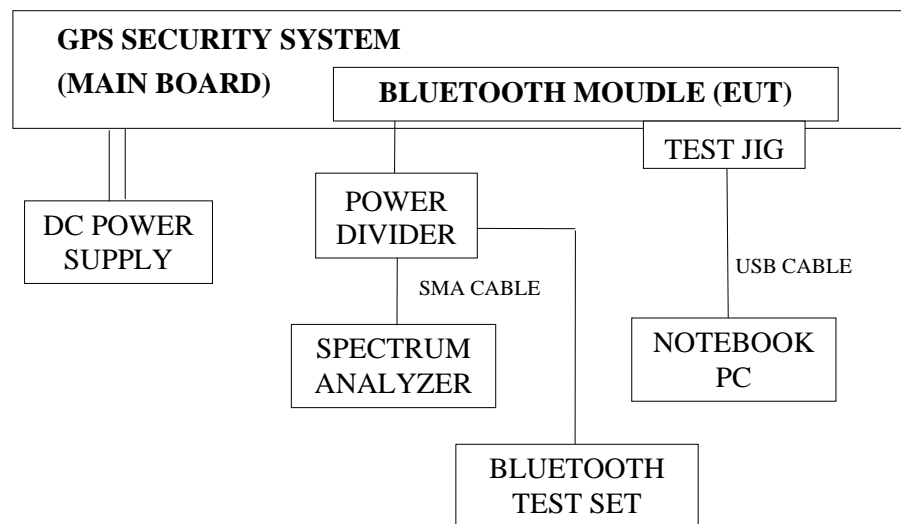 GPS SECURITY SYSTEM
(MAIN BOARD)
BLUETOOTH MOUDLE (EUT)
TEST JIG
DC POWER
SUPPLY
POWER
DIVIDER
SMA CABLE
USB CABLE
SPECTRUM
ANALYZER
NOTEBOOK
PC
BLUETOOTH
TEST SET